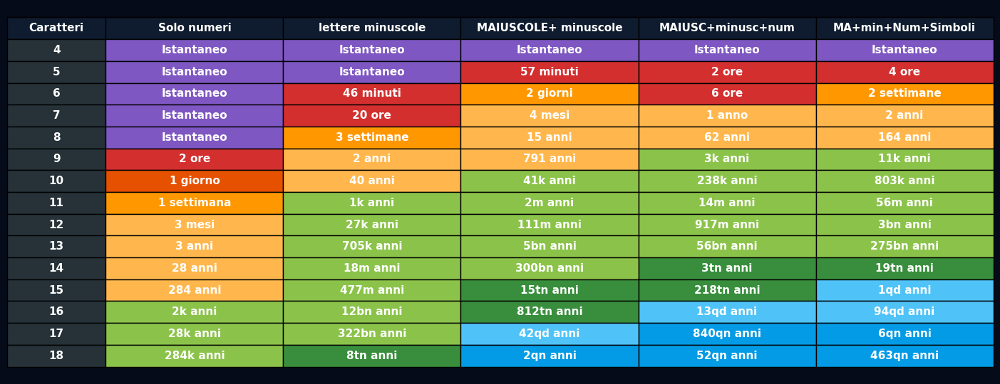 Caratteri Solo numeri lettere minuscole MAIUSCOLE+ minuscole MAIUSC+minusc+num MA+min+Num+Simboli
4 Istantaneo Istantaneo Istantaneo Istantaneo Istantaneo
5 Istantaneo Istantaneo 57 minuti 2 ore 4 ore
6 Istantaneo 46 minuti 2 giorni 6 ore 2 settimane
7 Istantaneo 20 ore 4 mesi 1 anno 2 anni
8 Istantaneo 3 settimane 15 anni 62 anni 164 anni
9 2 ore 2 anni 791 anni 3k anni 11k anni
10 1 giorno 40 anni 41k anni 238k anni 803k anni
11 1 settimana 1k anni 2m anni 14m anni 56m anni
12 3 mesi 27k anni 111m anni 917m anni 3bn anni
13 3 anni 705k anni 5bn anni 56bn anni 275bn anni
14 28 anni 18m anni 300bn anni 3tn anni 19tn anni
15 284 anni 477m anni 15tn anni 218tn anni 1qd anni
16 2k anni 12bn anni 812tn anni 13qd anni 94qd anni
17 28k anni 322bn anni 42qd anni 840qn anni 6qn anni
18 284k anni 8tn anni 2qn anni 52qn anni 463qn anni